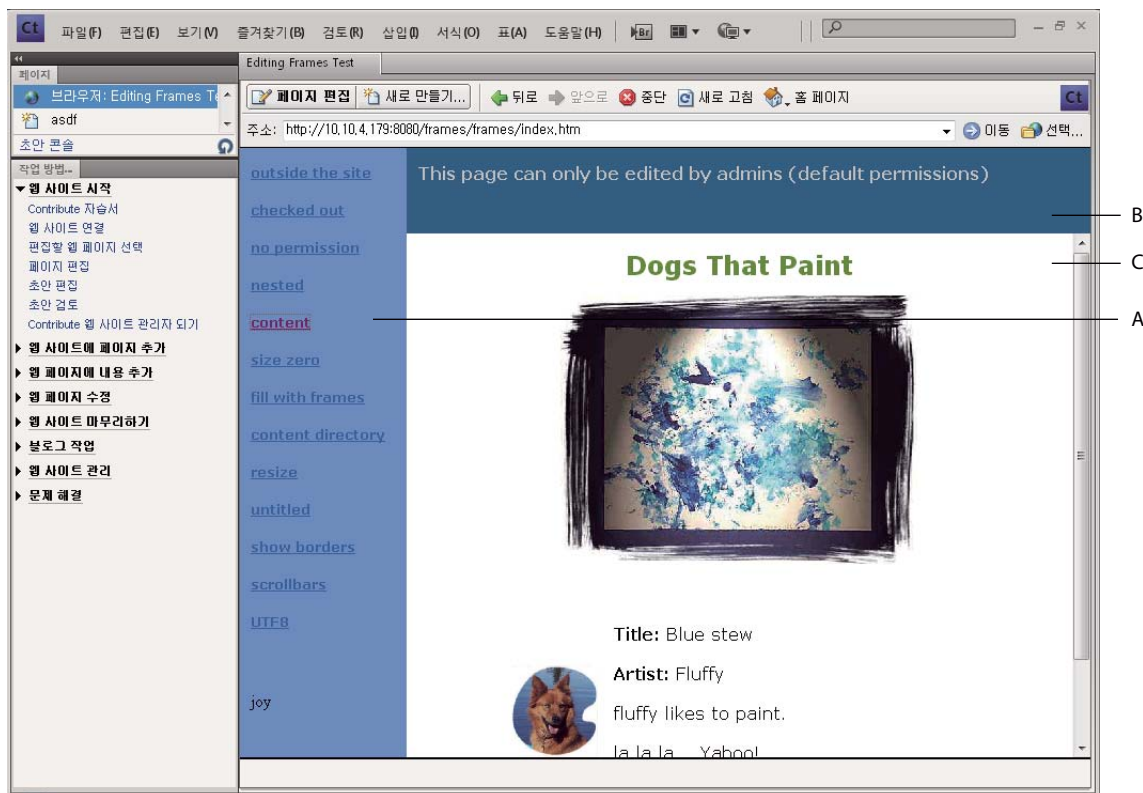 Ct 파일(F) 편집(E) 보기(V) 즐겨찾기(B) 검토(R) 삽입(I) 서식(O) 표(A) 도움말(H) Br
페이지
브라우저: Editing Frames Te
asdf
초안 콘솔
작업 방법...
웹 사이트 시작
Contribute 자습서
웹 사이트 연결
편집할 웹 페이지 선택
페이지 편집
초안 편집
초안 검토
Contribute 웹 사이트 관리자 되기
웹 사이트에 페이지 추가
웹 페이지에 내용 추가
웹 페이지 수정
웹 사이트 마무리하기
블로그 작업
웹 사이트 관리
문제 해결
Editing Frames Test
페이지 편집 새로 만들기... 뒤로 앞으로 중단 새로 고침 홈 페이지 Ct
주소: http://10.10.4.179:8080/frames/frames/index.htm 이동 선택...
outside the site
checked out
no permission
nested
content
size zero
fill with frames
content directory
resize
untitled
show borders
scrollbars
UTF8
joy
This page can only be edited by admins (default permissions)
Dogs That Paint
Title: Blue stew
Artist: Fluffy
fluffy likes to paint.
la la la... Yahoo!
B
C
A